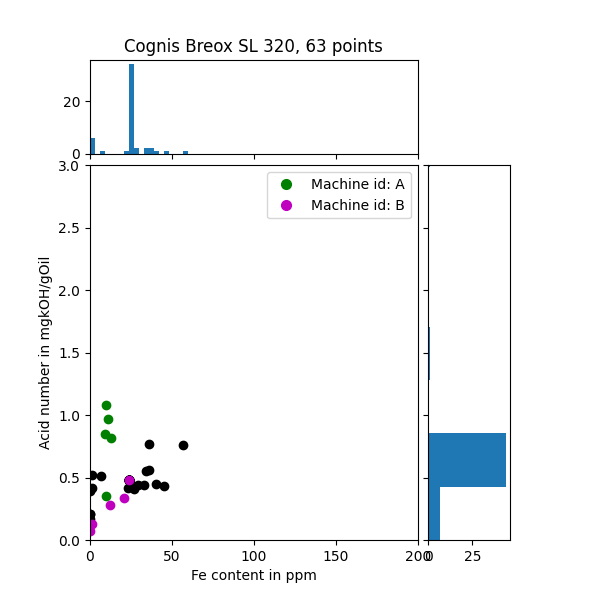 Cognis Breox SL 320, 63 points
20
0
3.0
2.5
2.0
1.5
1.0
0.5
0.0
Acid number in mgkOH/gOil
Machine id: A
Machine id: B
0 50 100 150 200
0 25
Fe content in ppm